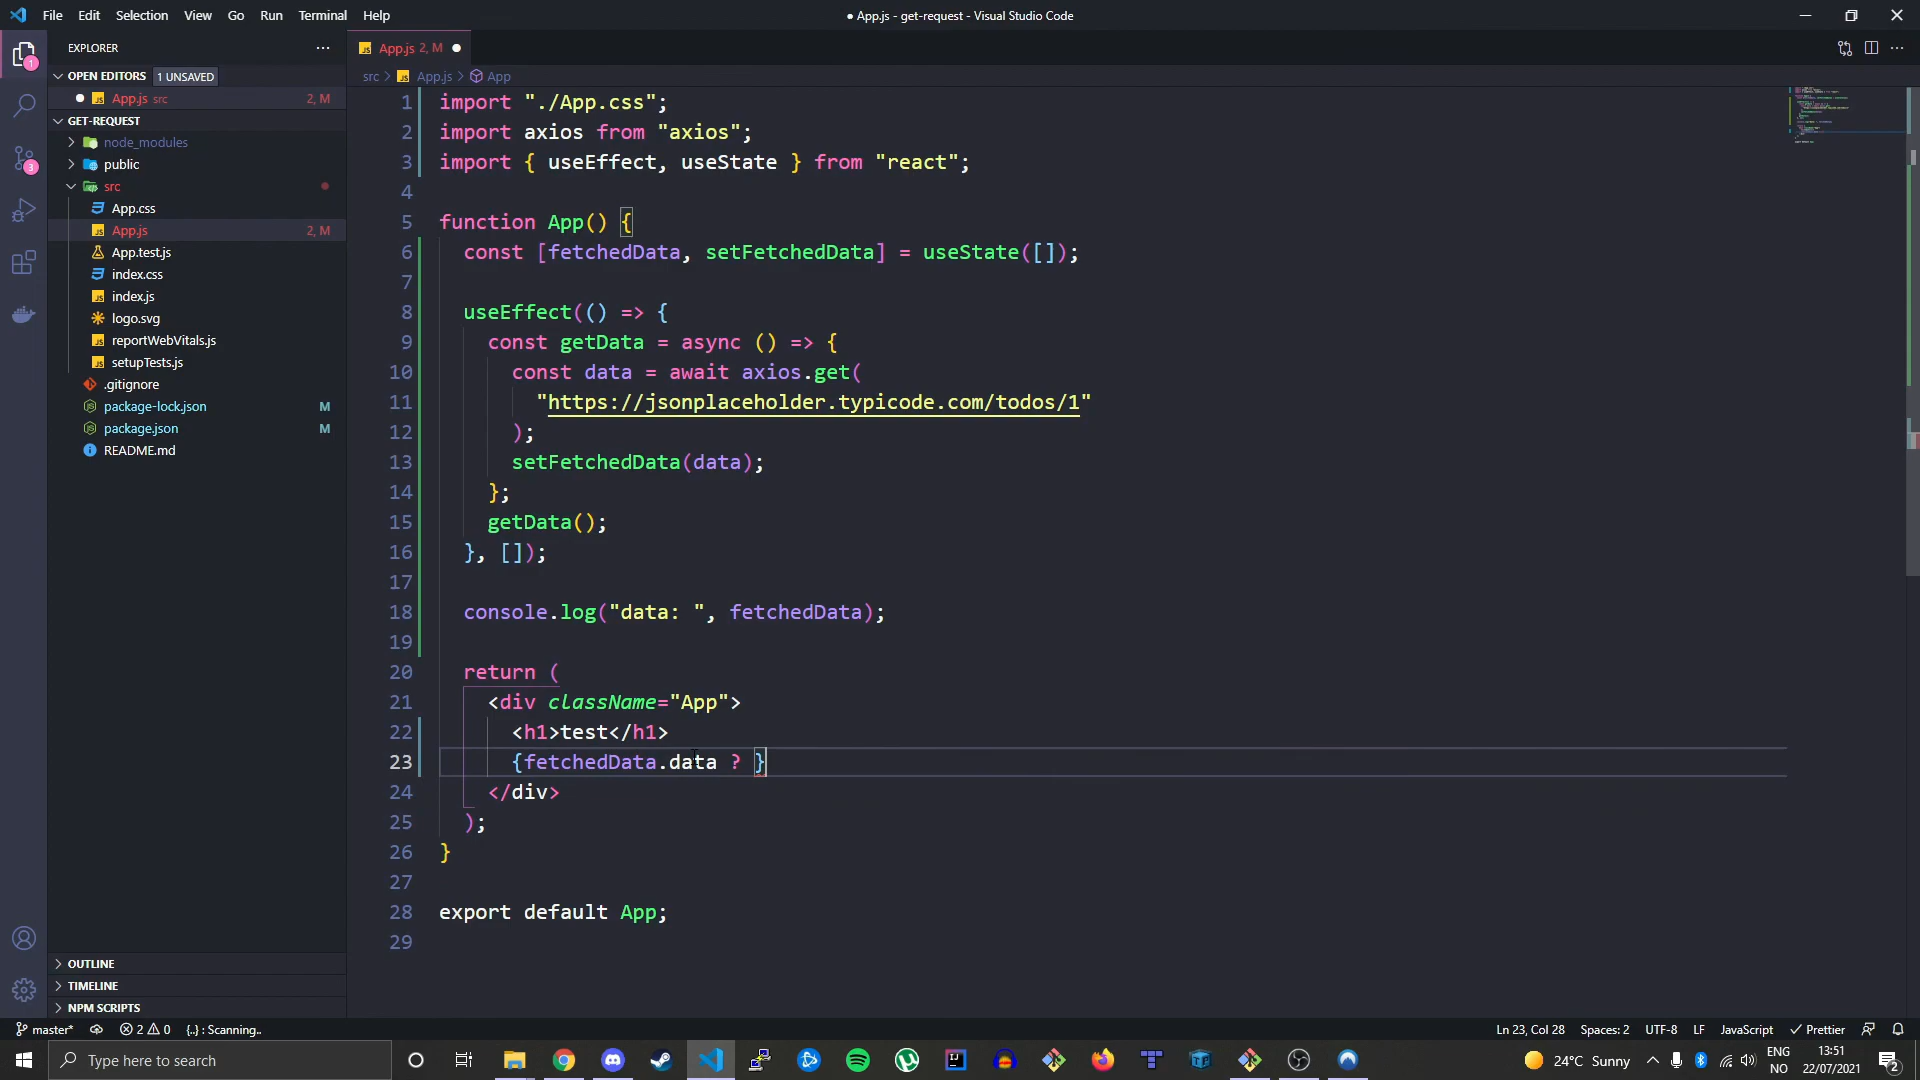 File Edit Selection View Go Run Terminal Help
● App.js - get-request - Visual Studio Code
EXPLORER
OPEN EDITORS 1 UNSAVED
App.js src 2, M
GET-REQUEST
node_modules
public
src
App.css
App.js 2, M
App.test.js
index.css
index.js
logo.svg
reportWebVitals.js
setupTests.js
.gitignore
package-lock.json M
package.json M
README.md
OUTLINE
TIMELINE
NPM SCRIPTS
App.js 2, M
src > App.js > App
1 import "./App.css";
2 import axios from "axios";
3 import { useEffect, useState } from "react";
4
5 function App() {
6 const [fetchedData, setFetchedData] = useState([]);
7
8 useEffect(() => {
9 const getData = async () => {
10 const data = await axios.get(
11 "https://jsonplaceholder.typicode.com/todos/1"
12 );
13 setFetchedData(data);
14 };
15 getData();
16 }, []);
17
18 console.log("data: ", fetchedData);
19
20 return (
21 <div className="App">
22 <h1>test</h1>
23 {fetchedData.data ? }
24 </div>
25 );
26 }
27
28 export default App;
29
master* 2 0 {..} : Scanning..
Ln 23, Col 28 Spaces: 2 UTF-8 LF JavaScript Prettier
Type here to search
24°C Sunny
ENG
NO
13:51
22/07/2021
2